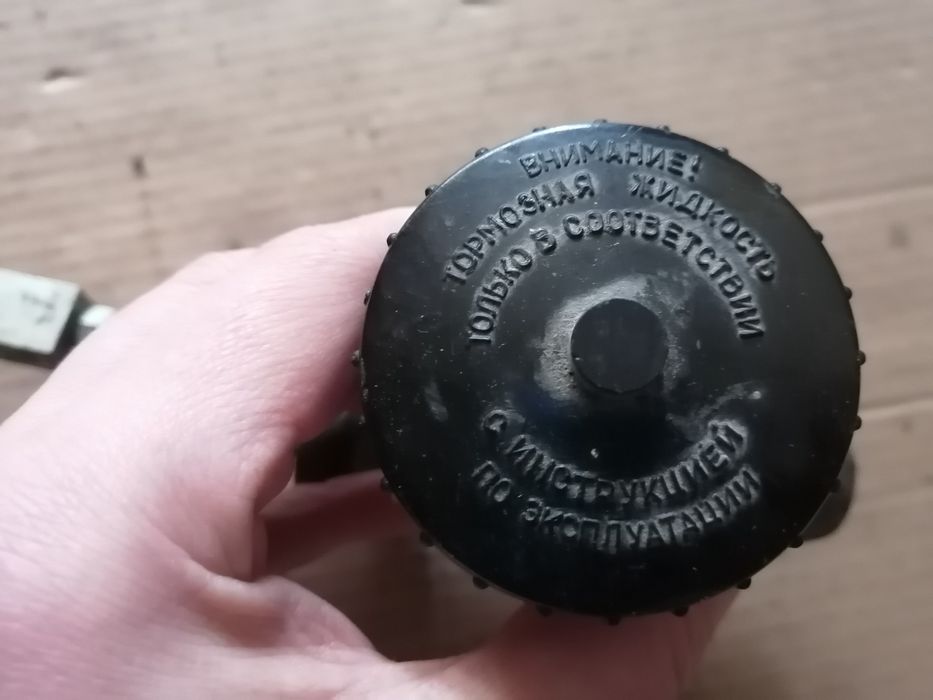 ВНИМАНИЕ!
ТОРМОЗНАЯ ЖИДКОСТЬ
ТОЛЬКО В СООТВЕТСТВИИ
С ИНСТРУКЦИЕЙ
ПО ЭКСПЛУАТАЦИИ